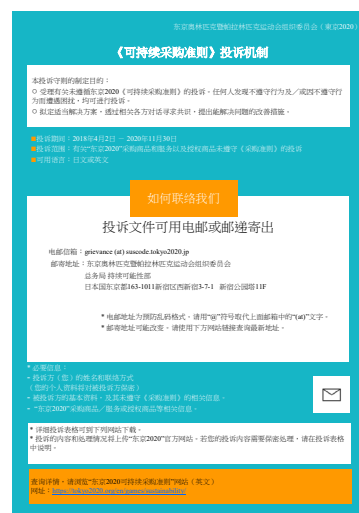 东京奥林匹克暨帕拉林匹克运动会组织委员会（东京2020）
《可持续采购准则》投诉机制
本投诉守则的制定目的：
○ 受理有关未遵循东京2020《可持续采购准则》的投诉。任何人发现不遵守行为及／或因不遵守行
为而遭遇困扰，均可进行投诉。
○ 拟定适当解决方案，透过相关各方对话寻求共识，提出能解决问题的改善措施。
■投诉期间：2018年4月2日 － 2020年11月30日
■投诉范围：有关“东京2020”采购商品和服务以及授权商品未遵守《采购准则》的投诉
■可用语言：日文或英文
如何联络我们
投诉文件可用电邮或邮递寄出
电邮信箱：grievance (at) suscode.tokyo2020.jp
邮寄地址：东京奥林匹克暨帕拉林匹克运动会组织委员会
总务局 持续可能性部
日本国东京都163-1011新宿区西新宿3-7-1 新宿公园塔11F
* 电邮地址为预防乱码格式，请用“@”符号取代上面邮箱中的“(at)”文字。
* 邮寄地址可能改变，请使用下方网站链接查询最新地址。
* 必要信息：
- 投诉方（您）的姓名和联络方式
（您的个人资料将对被投诉方保密）
- 被投诉方的基本资料，及其未遵守《采购准则》的相关信息。
- “东京2020”采购商品／服务或授权商品等相关信息。
* 详细投诉表格可到下列网站下载。
* 投诉的内容和处理情况将上传“东京2020”官方网站。若您的投诉内容需要保密处理，请在投诉表格
中说明。
查询详情，请浏览“东京2020可持续采购准则”网站（英文）
网址：https://tokyo2020.org/en/games/sustainability/